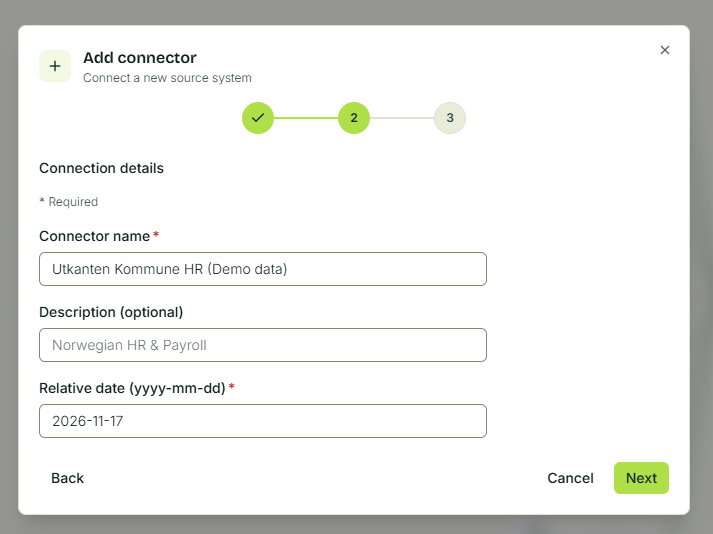 Add connector
Connect a new source system
2
3
Connection details
* Required
Connector name*
Utkanten Kommune HR (Demo data)
Description (optional)
Norwegian HR & Payroll
Relative date (yyyy-mm-dd)*
2026-11-17
Back
Cancel
Next